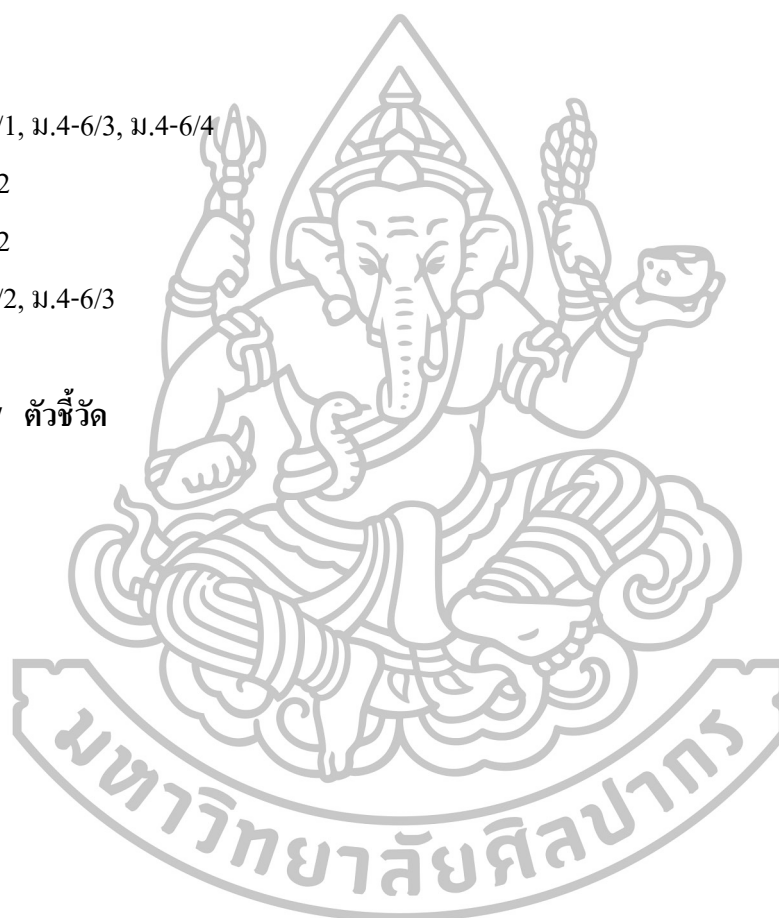 /1, ม.4-6/3, ม.4-6/4
2
2
/2, ม.4-6/3
ตัวชี้วัด
มหาวิทยาลัยศิลปากร